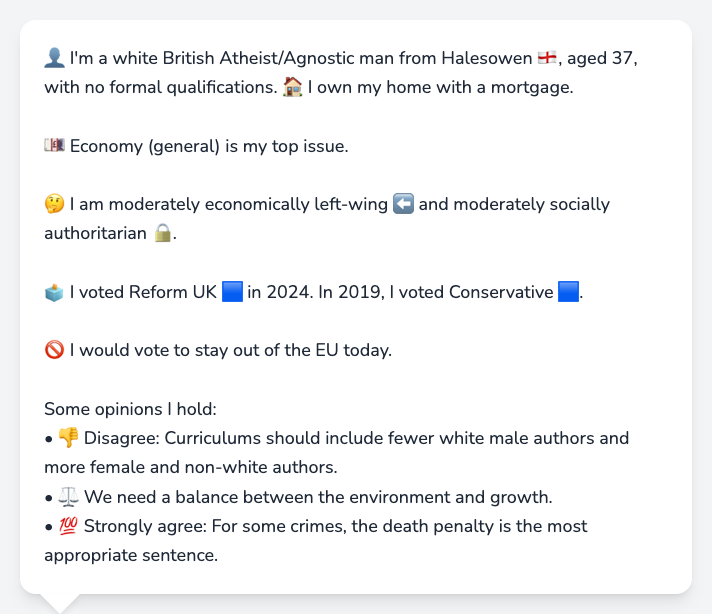 👤 I'm a white British Atheist/Agnostic man from Halesowen 🏴󠁧󠁢󠁥󠁮󠁧󠁿, aged 37,
with no formal qualifications. 🏠 I own my home with a mortgage.
💷 Economy (general) is my top issue.
🤔 I am moderately economically left-wing ⬅️ and moderately socially
authoritarian 🔒.
🗳️ I voted Reform UK 🟦 in 2024. In 2019, I voted Conservative 🟦.
🚫 I would vote to stay out of the EU today.
Some opinions I hold:
• 👎 Disagree: Curriculums should include fewer white male authors and
more female and non-white authors.
• ⚖️ We need a balance between the environment and growth.
• 💯 Strongly agree: For some crimes, the death penalty is the most
appropriate sentence.